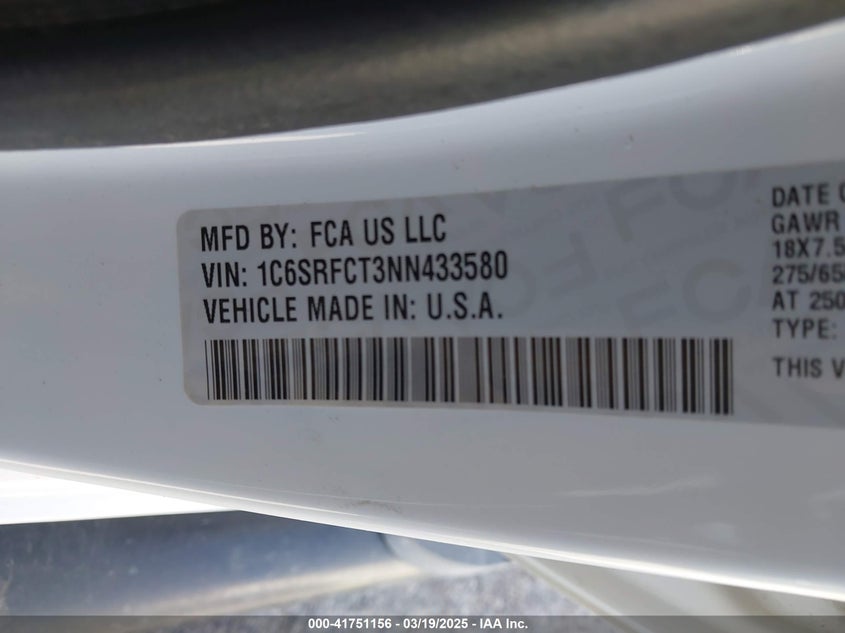 MFD BY: FCA US LLC
VIN: 1C6SRFCT3NN433580
VEHICLE MADE IN: U.S.A.
DATE O
GAWR
18X7.5
275/65
AT 250
TYPE:
THIS V
000-41751156 - 03/19/2025 - IAA Inc.